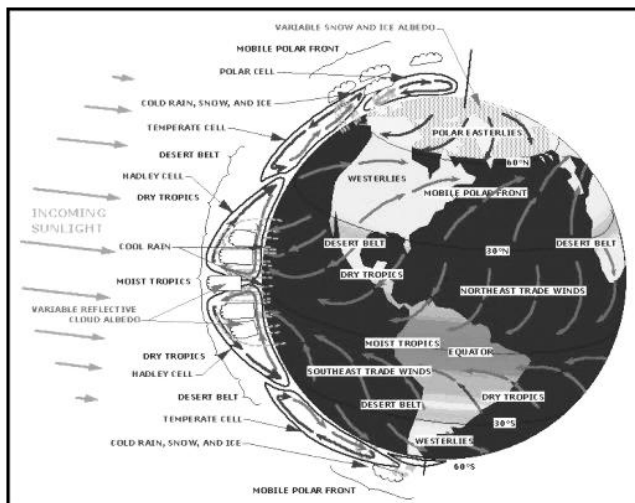 VARIABLE SNOW AND ICE ALBEDO
MOBILE POLAR FRONT
POLAR CELL
COLD RAIN, SNOW, AND ICE
TEMPERATE CELL
DESERT BELT
HADLEY CELL
DRY TROPICS
INCOMING
SUNLIGHT
COOL RAIN
MOIST TROPICS
VARIABLE REFLECTIVE
CLOUD ALBEDO
DRY TROPICS
HADLEY CELL
DESERT BELT
TEMPERATE CELL
COLD RAIN, SNOW, AND ICE
MOBILE POLAR FRONT
POLAR EASTERLIES
60°N
WESTERLIES
MOBILE POLAR FRONT
DESERT BELT
30°N
DESERT BELT
DRY TROPICS
NORTHEAST TRADE WINDS
MOIST TROPICS
EQUATOR
SOUTHEAST TRADE WINDS
DRY TROPICS
DESERT BELT
30°S
WESTERLIES
60°S